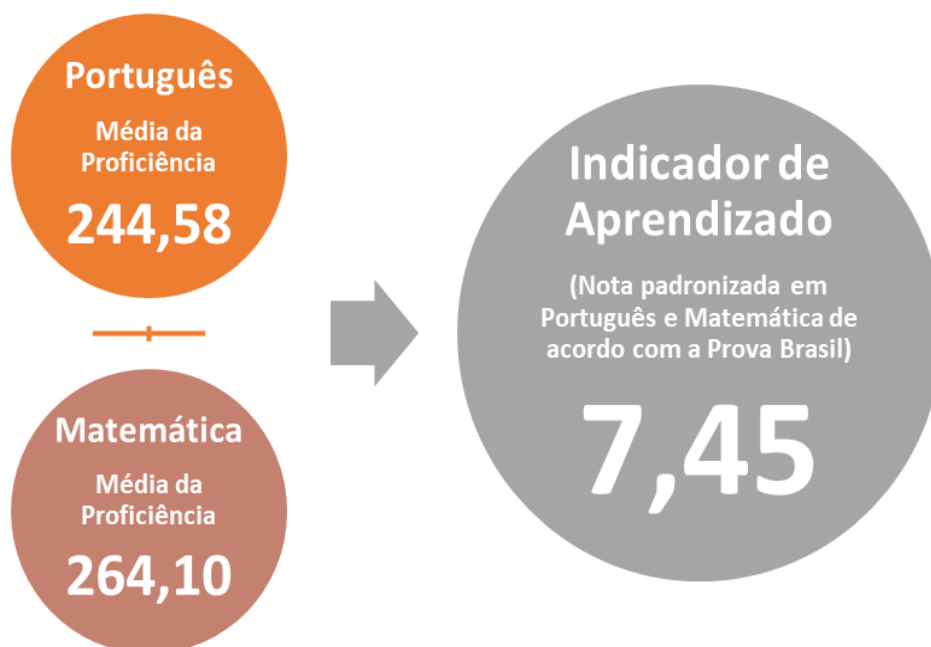 Português
Média da
Proficiência
244,58
Matemática
Média da
Proficiência
264,10
Indicador de
Aprendizado
(Nota padronizada em
Português e Matemática de
acordo com a Prova Brasil)
7,45